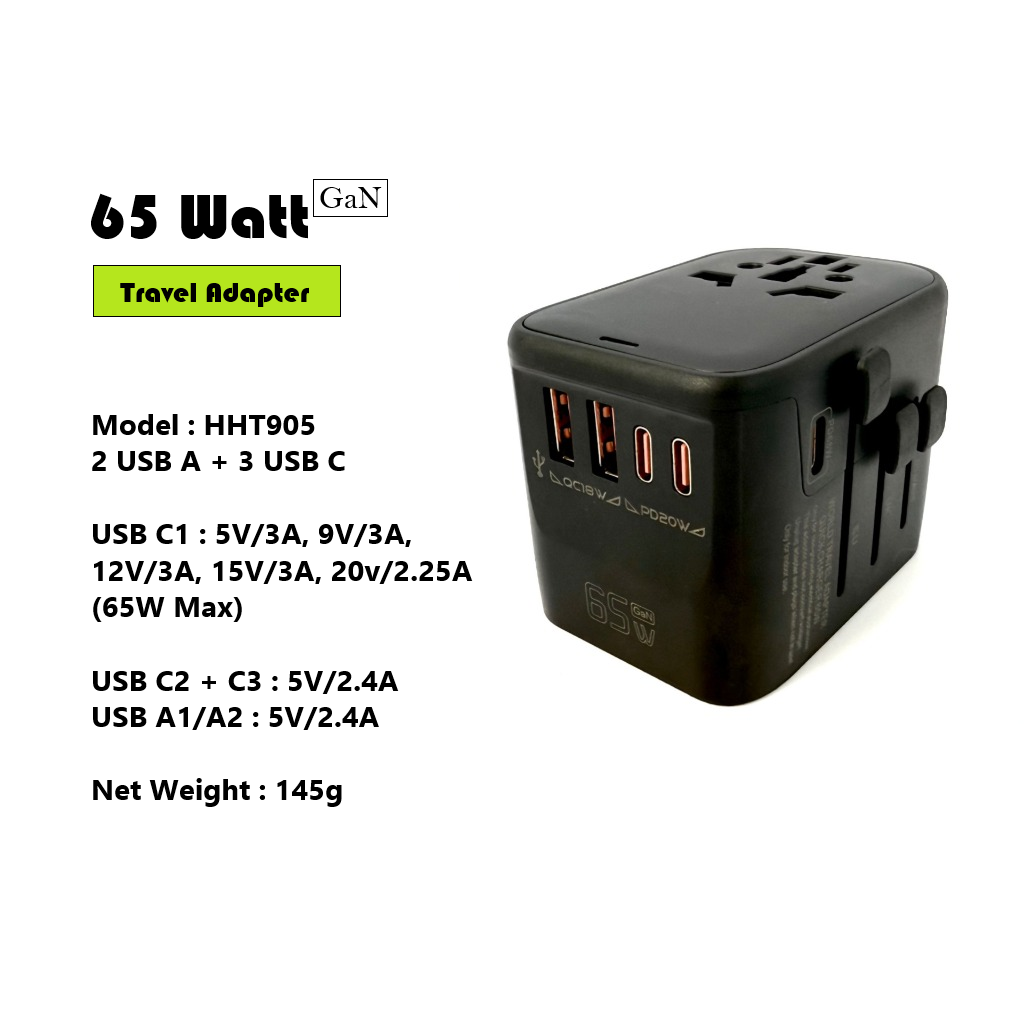 65 Watt GaN
Travel Adapter
Model : HHT905
2 USB A + 3 USB C
USB C1 : 5V/3A, 9V/3A,
12V/3A, 15V/3A, 20v/2.25A
(65W Max)
USB C2 + C3 : 5V/2.4A
USB A1/A2 : 5V/2.4A
Net Weight : 145g
QC18W PD20W
65W GaN